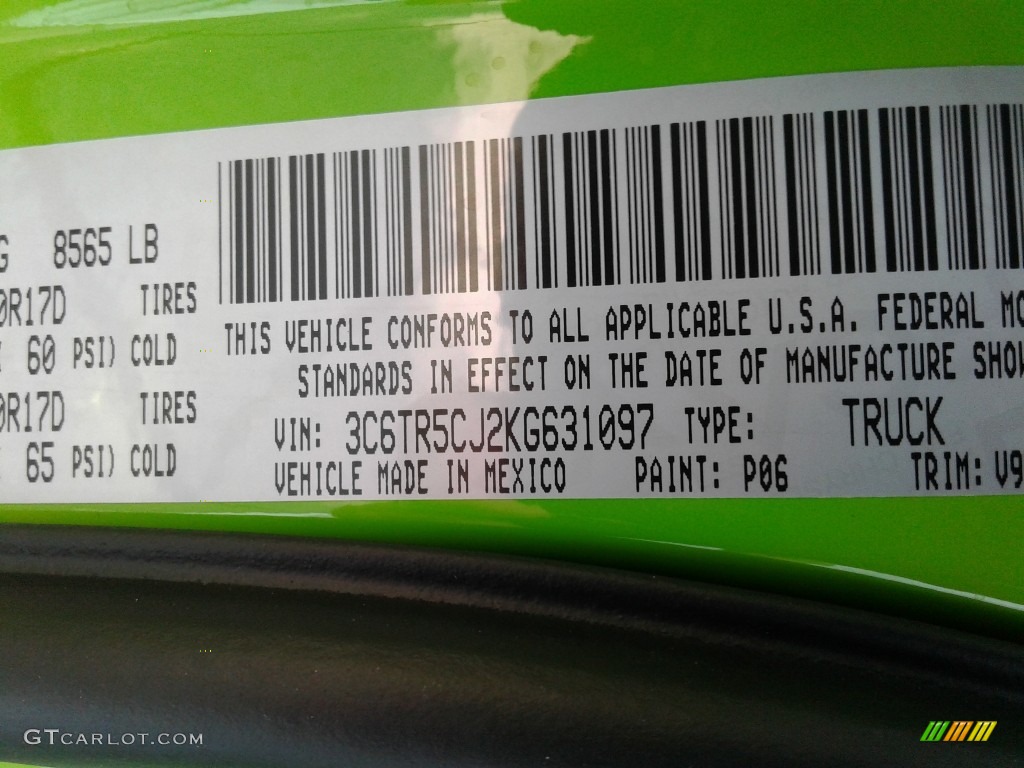 8565 LB
0R17D TIRES
60 PSI) COLD
0R17D TIRES
65 PSI) COLD
THIS VEHICLE CONFORMS TO ALL APPLICABLE U.S.A. FEDERAL
STANDARDS IN EFFECT ON THE DATE OF MANUFACTURE
VIN: 3C6TR5CJ2KG631097 TYPE: TRUCK
VEHICLE MADE IN MEXICO PAINT: P06 TRIM:
GTCARLOT.COM